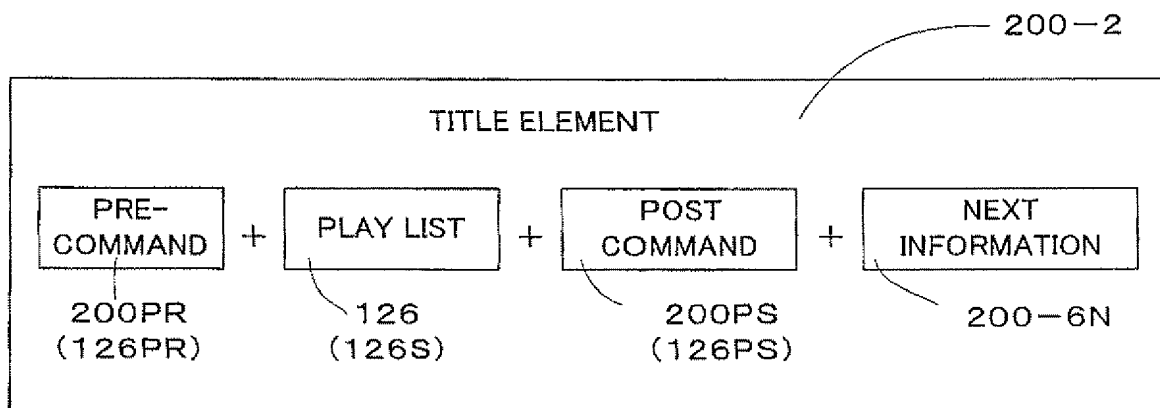 200-2
TITLE ELEMENT
PRE-
COMMAND
+
PLAY LIST
+
POST
COMMAND
+
NEXT
INFORMATION
200PR
(126PR)
126
(126S)
200PS
(126PS)
200-6N